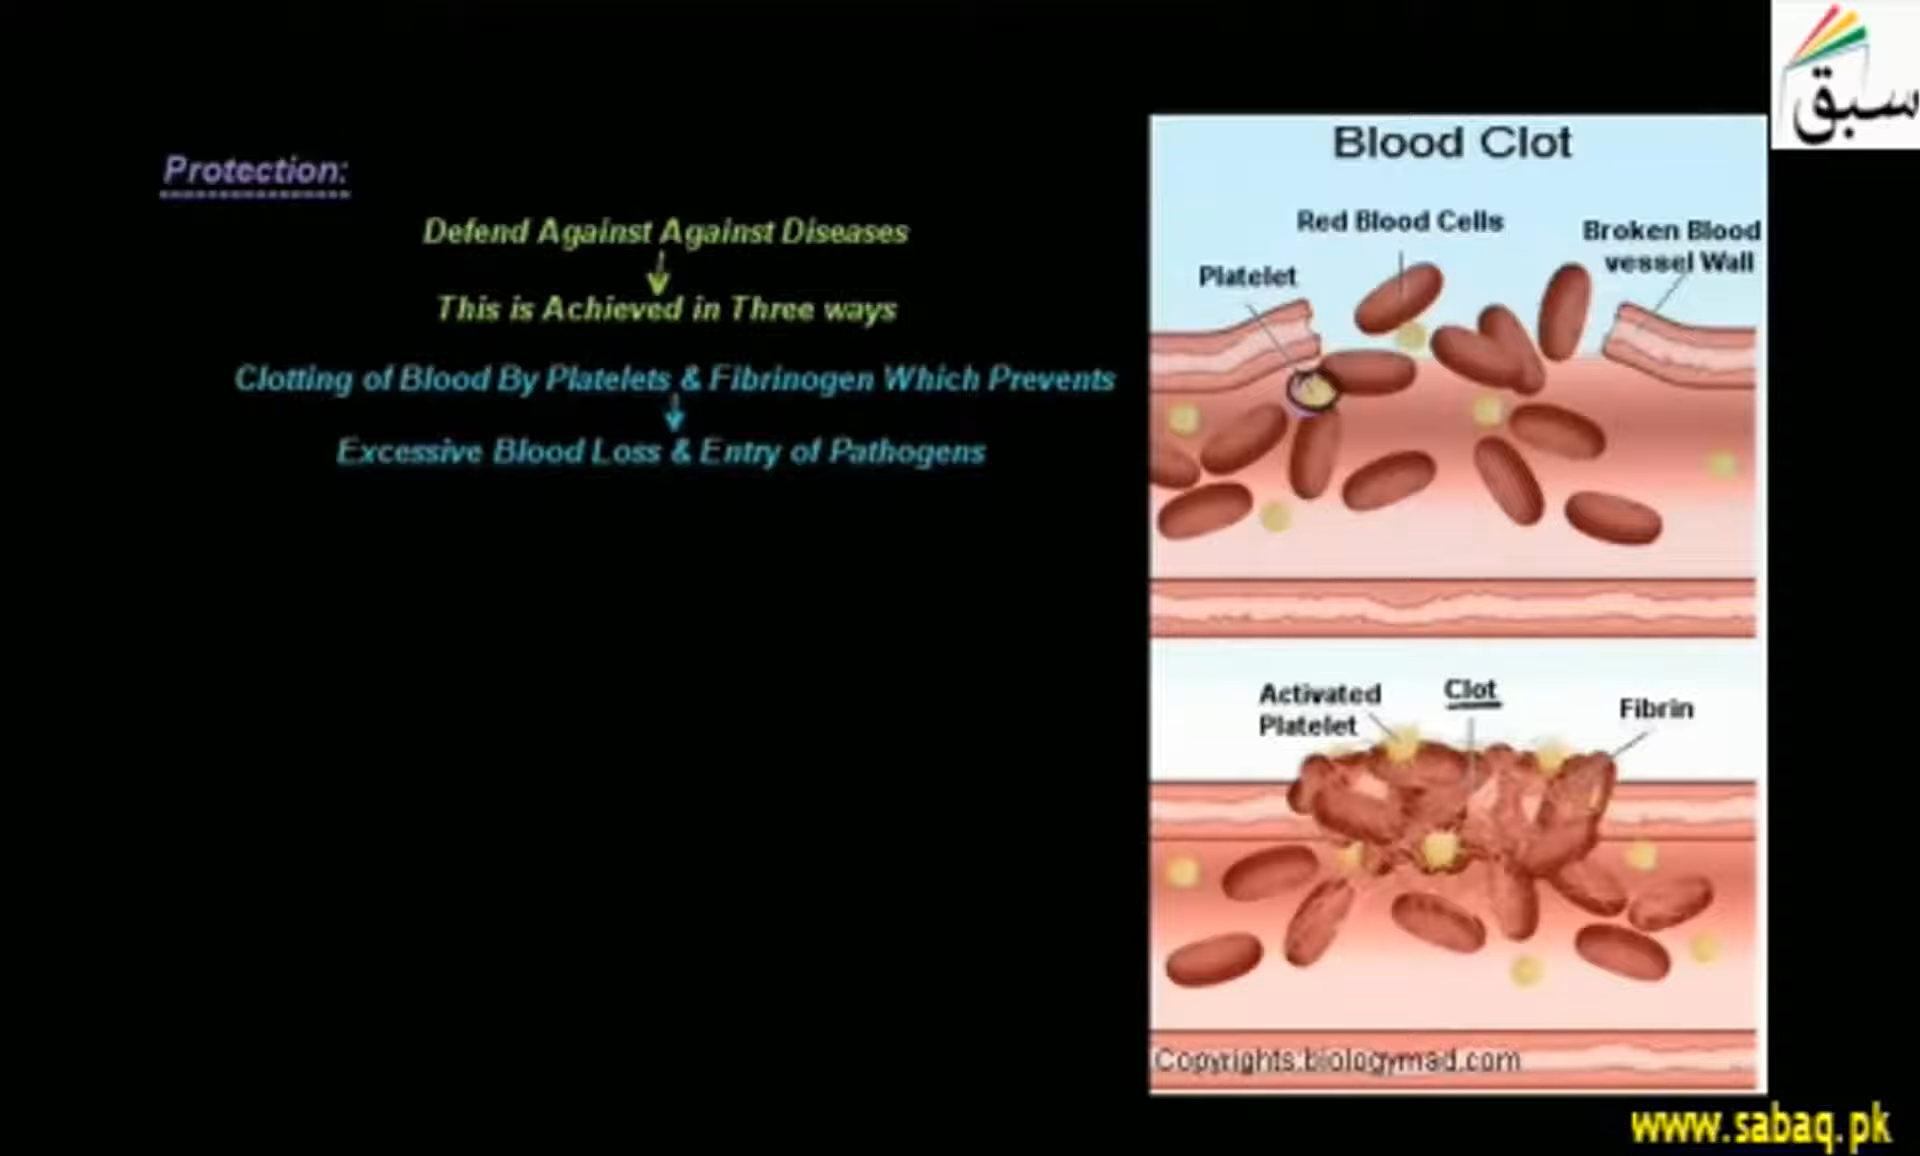 سبق
Protection:
Defend Against Against Diseases
This is Achieved in Three ways
Clotting of Blood By Platelets & Fibrinogen Which Prevents
Excessive Blood Loss & Entry of Pathogens
Blood Clot
Red Blood Cells
Broken Blood
vessel Wall
Platelet
Activated
Platelet
Clot
Fibrin
Copyrights:biologymad.com
www.sabaq.pk